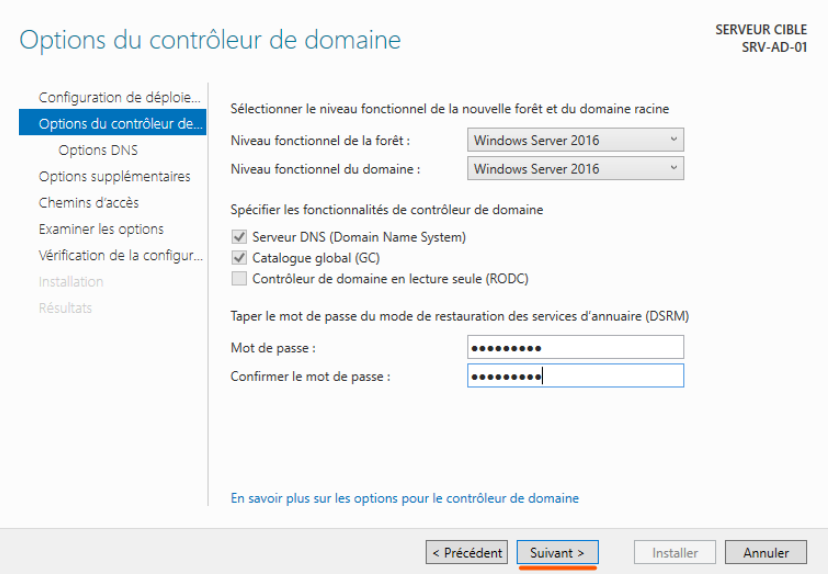 Options du contrôleur de domaine
SERVEUR CIBLE
SRV-AD-01
Configuration de déploie...
Options du contrôleur de...
Options DNS
Options supplémentaires
Chemins d'accès
Examiner les options
Vérification de la configur...
Installation
Résultats
Sélectionner le niveau fonctionnel de la nouvelle forêt et du domaine racine
Niveau fonctionnel de la forêt :
Windows Server 2016
Niveau fonctionnel du domaine :
Windows Server 2016
Spécifier les fonctionnalités de contrôleur de domaine
Serveur DNS (Domain Name System)
Catalogue global (GC)
Contrôleur de domaine en lecture seule (RODC)
Taper le mot de passe du mode de restauration des services d'annuaire (DSRM)
Mot de passe :
•••••••••
Confirmer le mot de passe :
•••••••••
En savoir plus sur les options pour le contrôleur de domaine
< Précédent
Suivant >
Installer
Annuler